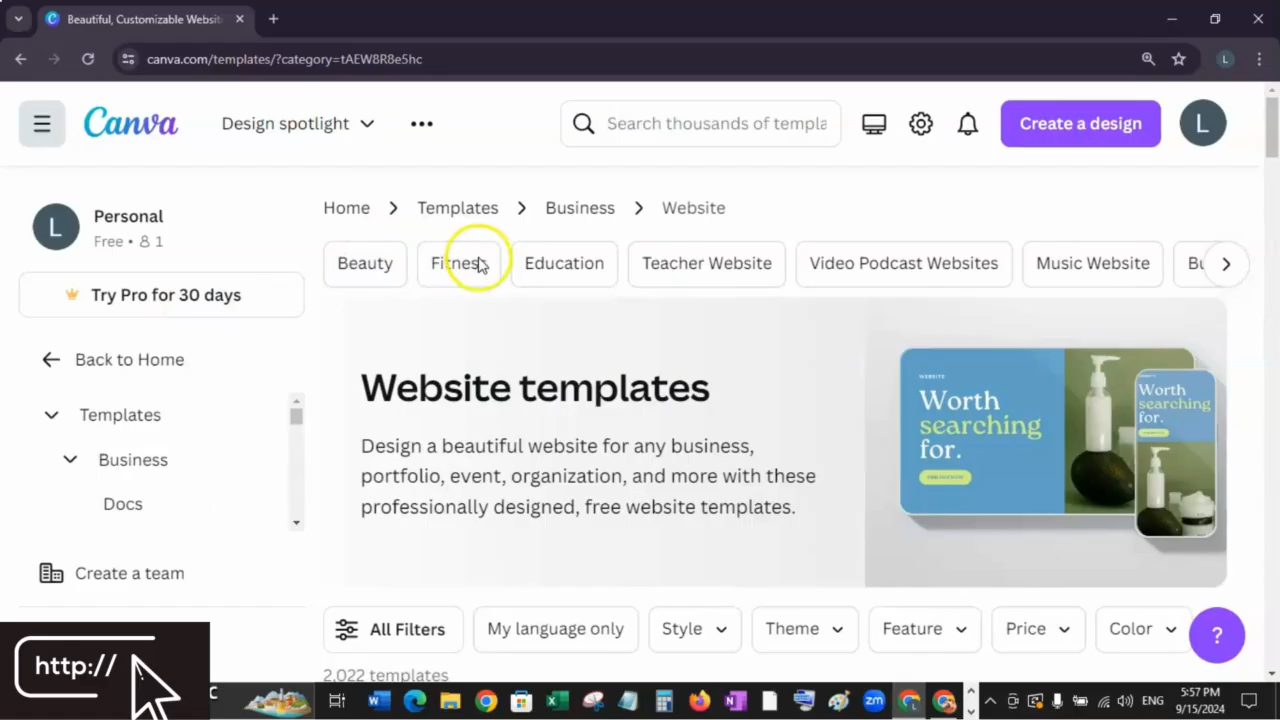 Beautiful, Customizable Websit
canva.com/templates/?category=tAEW8R8e5hc
L
Canva
Design spotlight
Search thousands of templa
Create a design
L
L
Personal
Free • 1
Try Pro for 30 days
Back to Home
Templates
Business
Docs
Create a team
Home > Templates > Business > Website
Beauty
Fitness
Education
Teacher Website
Video Podcast Websites
Music Website
Bu
Website templates
Design a beautiful website for any business,
portfolio, event, organization, and more with these
professionally designed, free website templates.
WEBSITE
Worth
searching
for.
WEBSITE
Worth
searching
for.
All Filters
My language only
Style
Theme
Feature
Price
Color
?
2,022 templates
http://
C
ENG
5:57 PM
9/15/2024